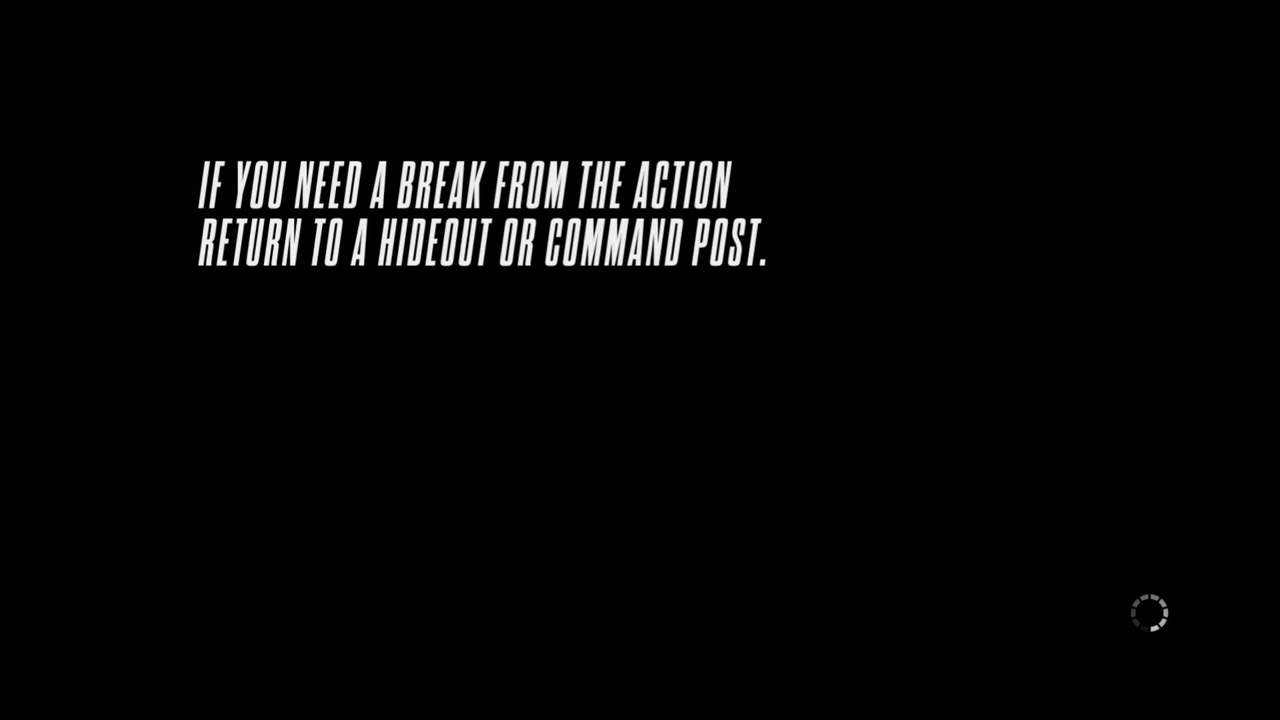 IF YOU NEED A BREAK FROM THE ACTION
RETURN TO A HIDEOUT OR COMMAND POST.